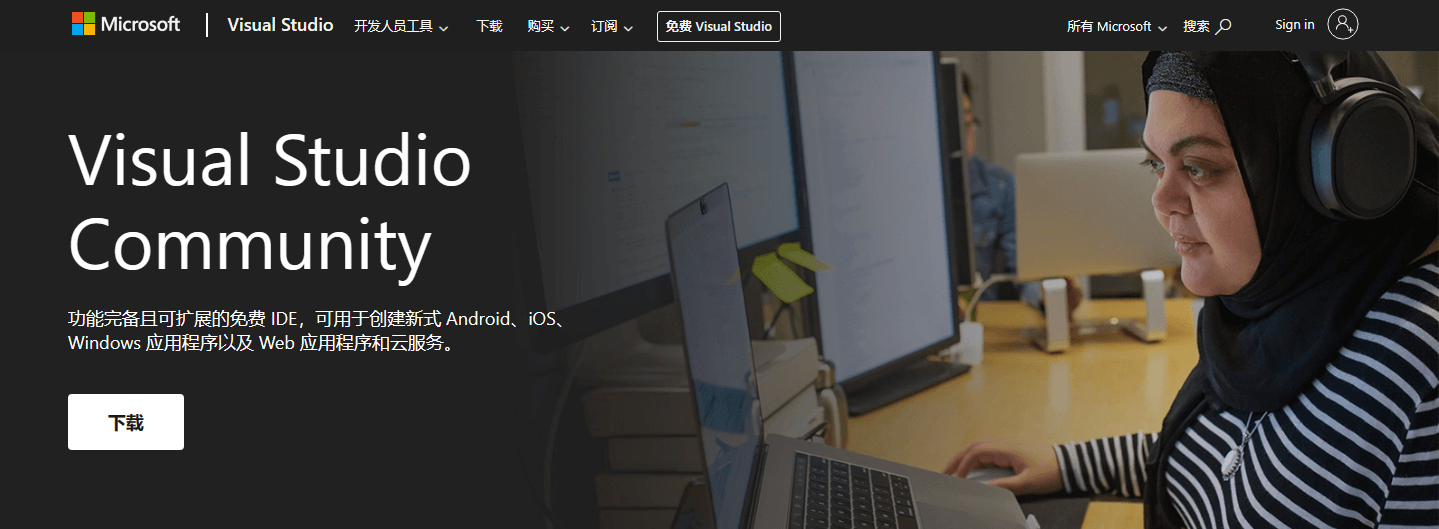 Microsoft
Visual Studio
开发人员工具
下载
购买
订阅
免费 Visual Studio
所有 Microsoft
搜索
Sign in
Visual Studio
Community
功能完备且可扩展的免费 IDE，可用于创建新式 Android、iOS、
Windows 应用程序以及 Web 应用程序和云服务。
下载